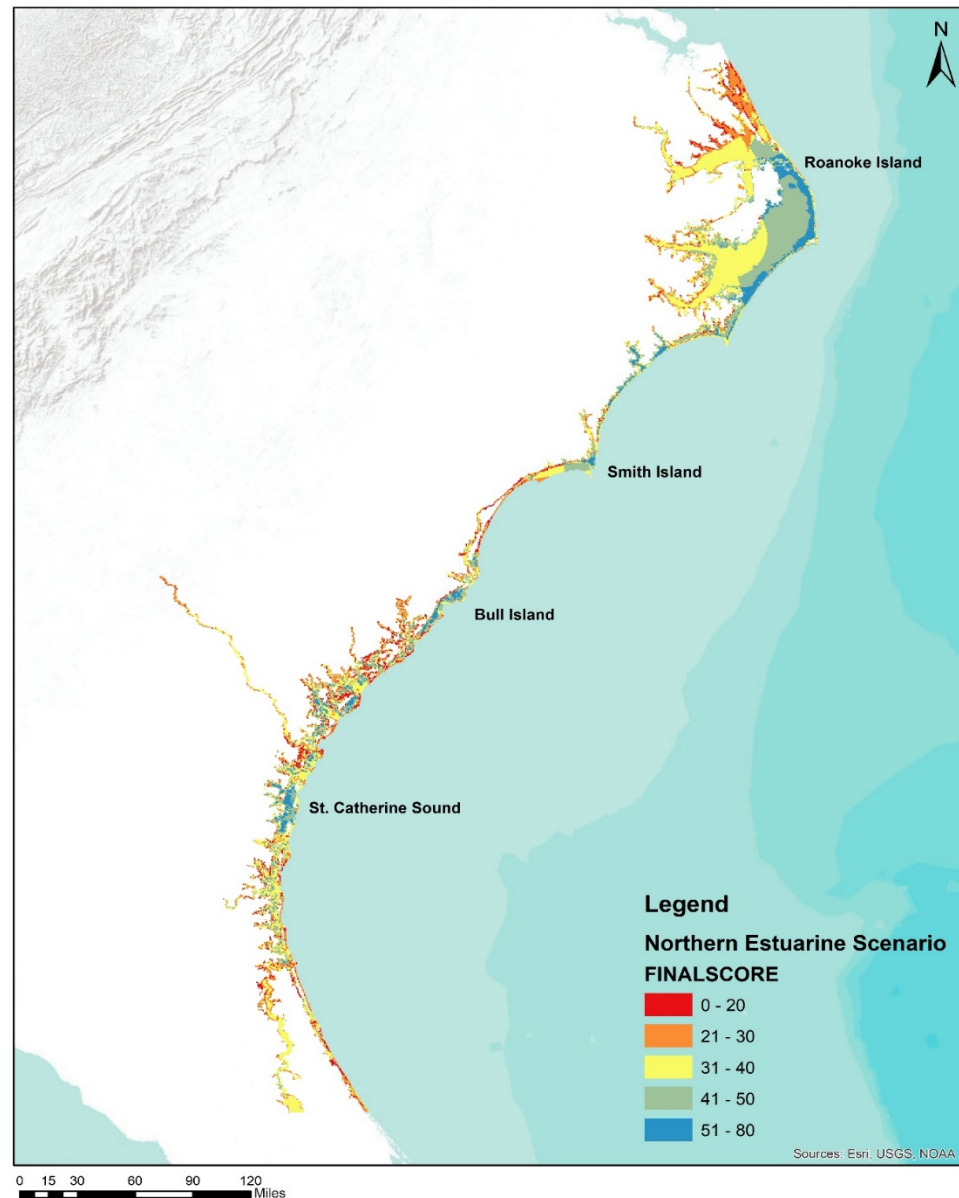 N
Roanoke Island
Smith Island
Bull Island
St. Catherine Sound
Legend
Northern Estuarine Scenario
FINALSCORE
0 - 20
21 - 30
31 - 40
41 - 50
51 - 80
Sources: Esri, USGS, NOAA
0 15 30 60 90 120
Miles